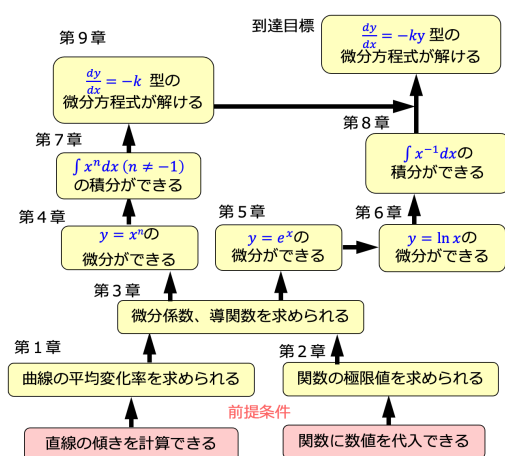 到達目標
第９章
dy/dx = −ky 型の
微分方程式が解ける
dy/dx = −k 型の
微分方程式が解ける
第８章
第７章
∫ x⁻¹dxの
積分ができる
∫ xⁿdx (n ≠ −1)
の積分ができる
第４章
第５章
第６章
y = xⁿの
微分ができる
y = eˣの
微分ができる
y = ln xの
微分ができる
第３章
微分係数、導関数を求められる
第１章
第２章
曲線の平均変化率を求められる
関数の極限値を求められる
前提条件
直線の傾きを計算できる
関数に数値を代入できる